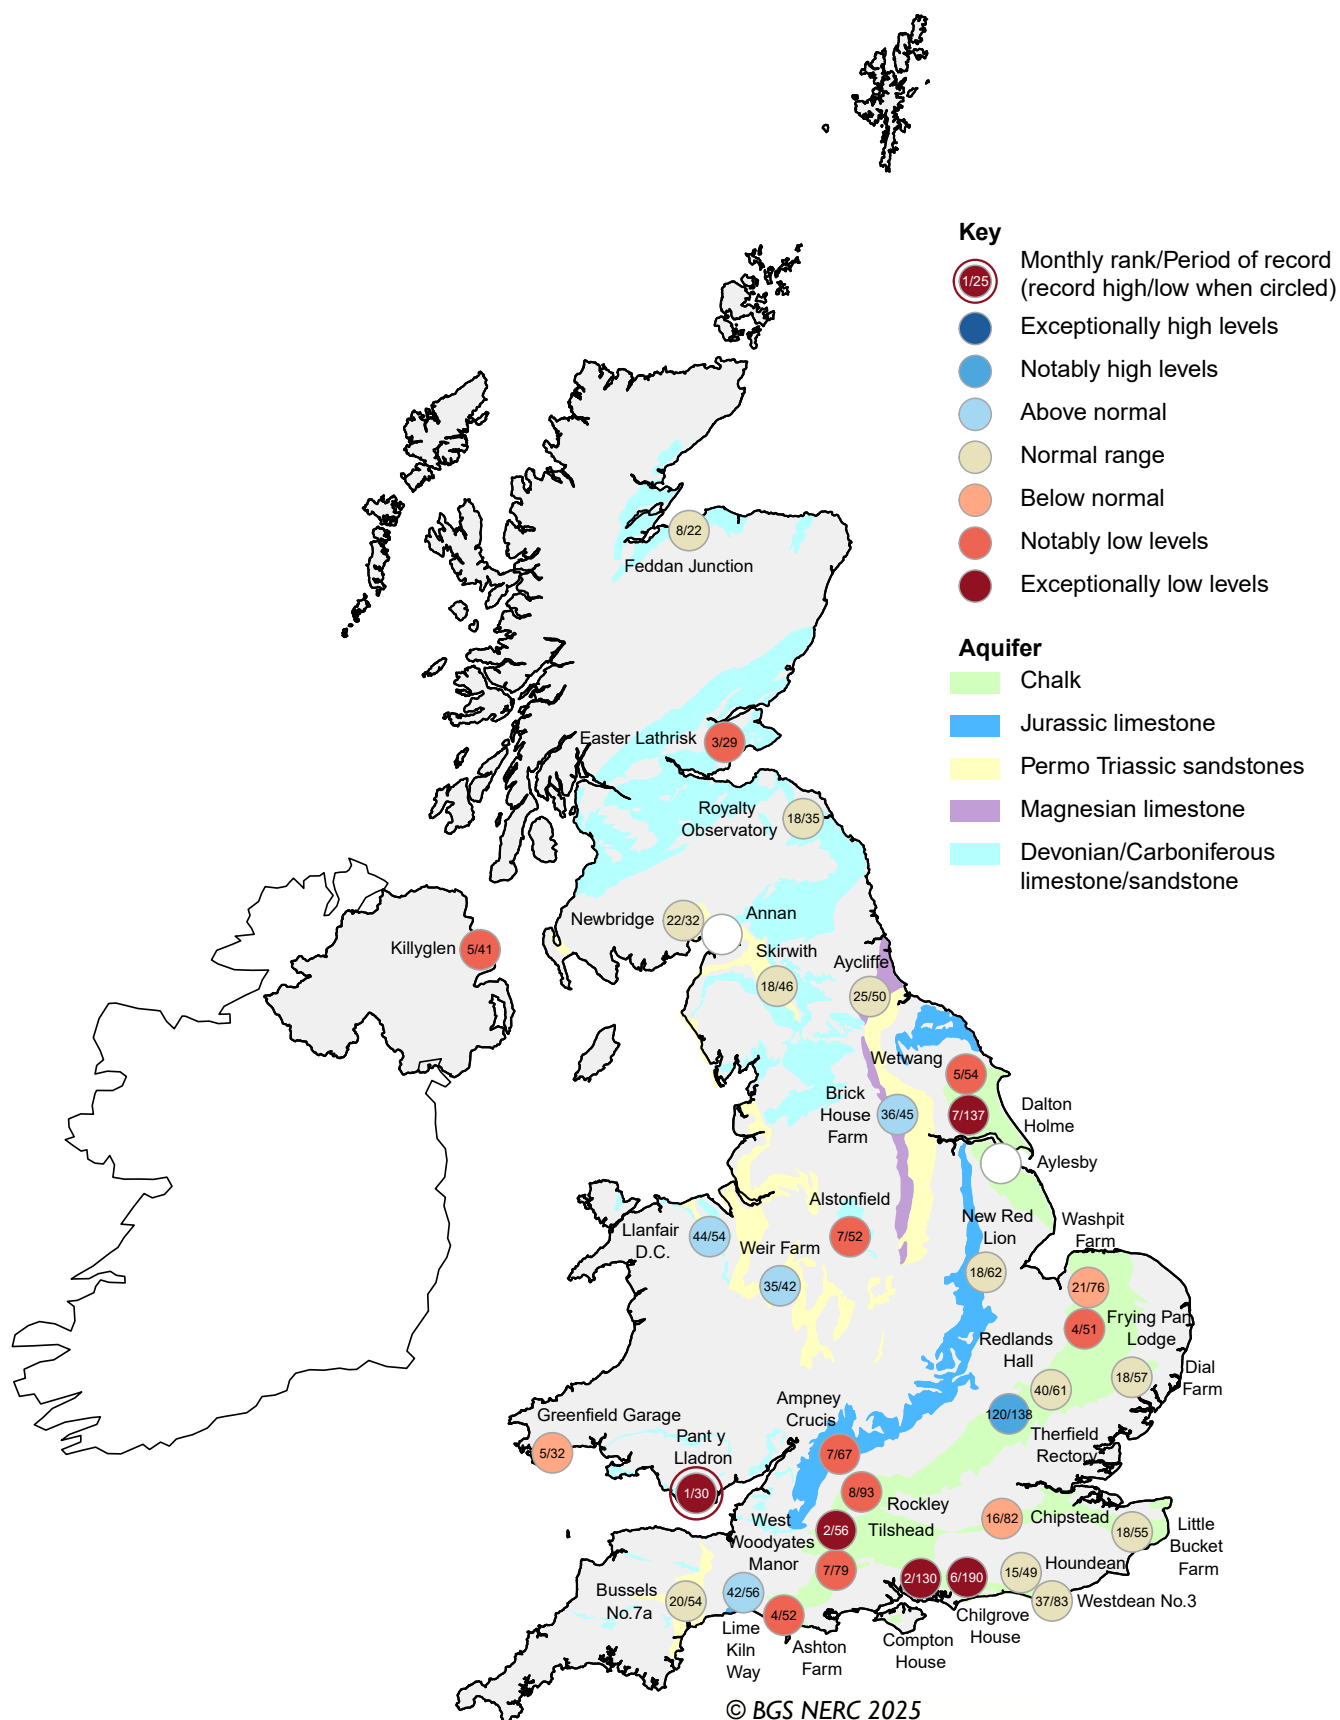 Key
1/25
Monthly rank/Period of record
(record high/low when circled)
Exceptionally high levels
Notably high levels
Above normal
Normal range
Below normal
Notably low levels
Exceptionally low levels
Aquifer
Chalk
Jurassic limestone
Permo Triassic sandstones
Magnesian limestone
Devonian/Carboniferous
limestone/sandstone
8/22
Feddan Junction
Easter Lathrisk
3/29
Royalty
Observatory
18/35
Newbridge
22/32
Annan
Killyglen
5/41
Skirwith
18/46
Aycliffe
25/50
Wetwang
5/54
Brick
House
Farm
36/45
7/137
Dalton
Holme
Aylesby
Alstonfield
7/52
Llanfair
D.C.
44/54
Weir Farm
35/42
New Red
Lion
18/62
Washpit
Farm
21/76
4/51
Frying Pan
Lodge
Redlands
Hall
40/61
18/57
Dial
Farm
120/138
Therfield
Rectory
Ampney
Crucis
7/67
Greenfield Garage
5/32
Pant y
Lladron
1/30
8/93
Rockley
West
Woodyates
Manor
2/56
Tilshead
7/79
16/82
Chipstead
18/55
Little
Bucket
Farm
2/130
6/190
15/49
Houndean
37/83
Westdean No.3
Bussels
No.7a
20/54
42/56
Lime
Kiln
Way
4/52
Ashton
Farm
Compton
House
Chilgrove
House
© BGS NERC 2025